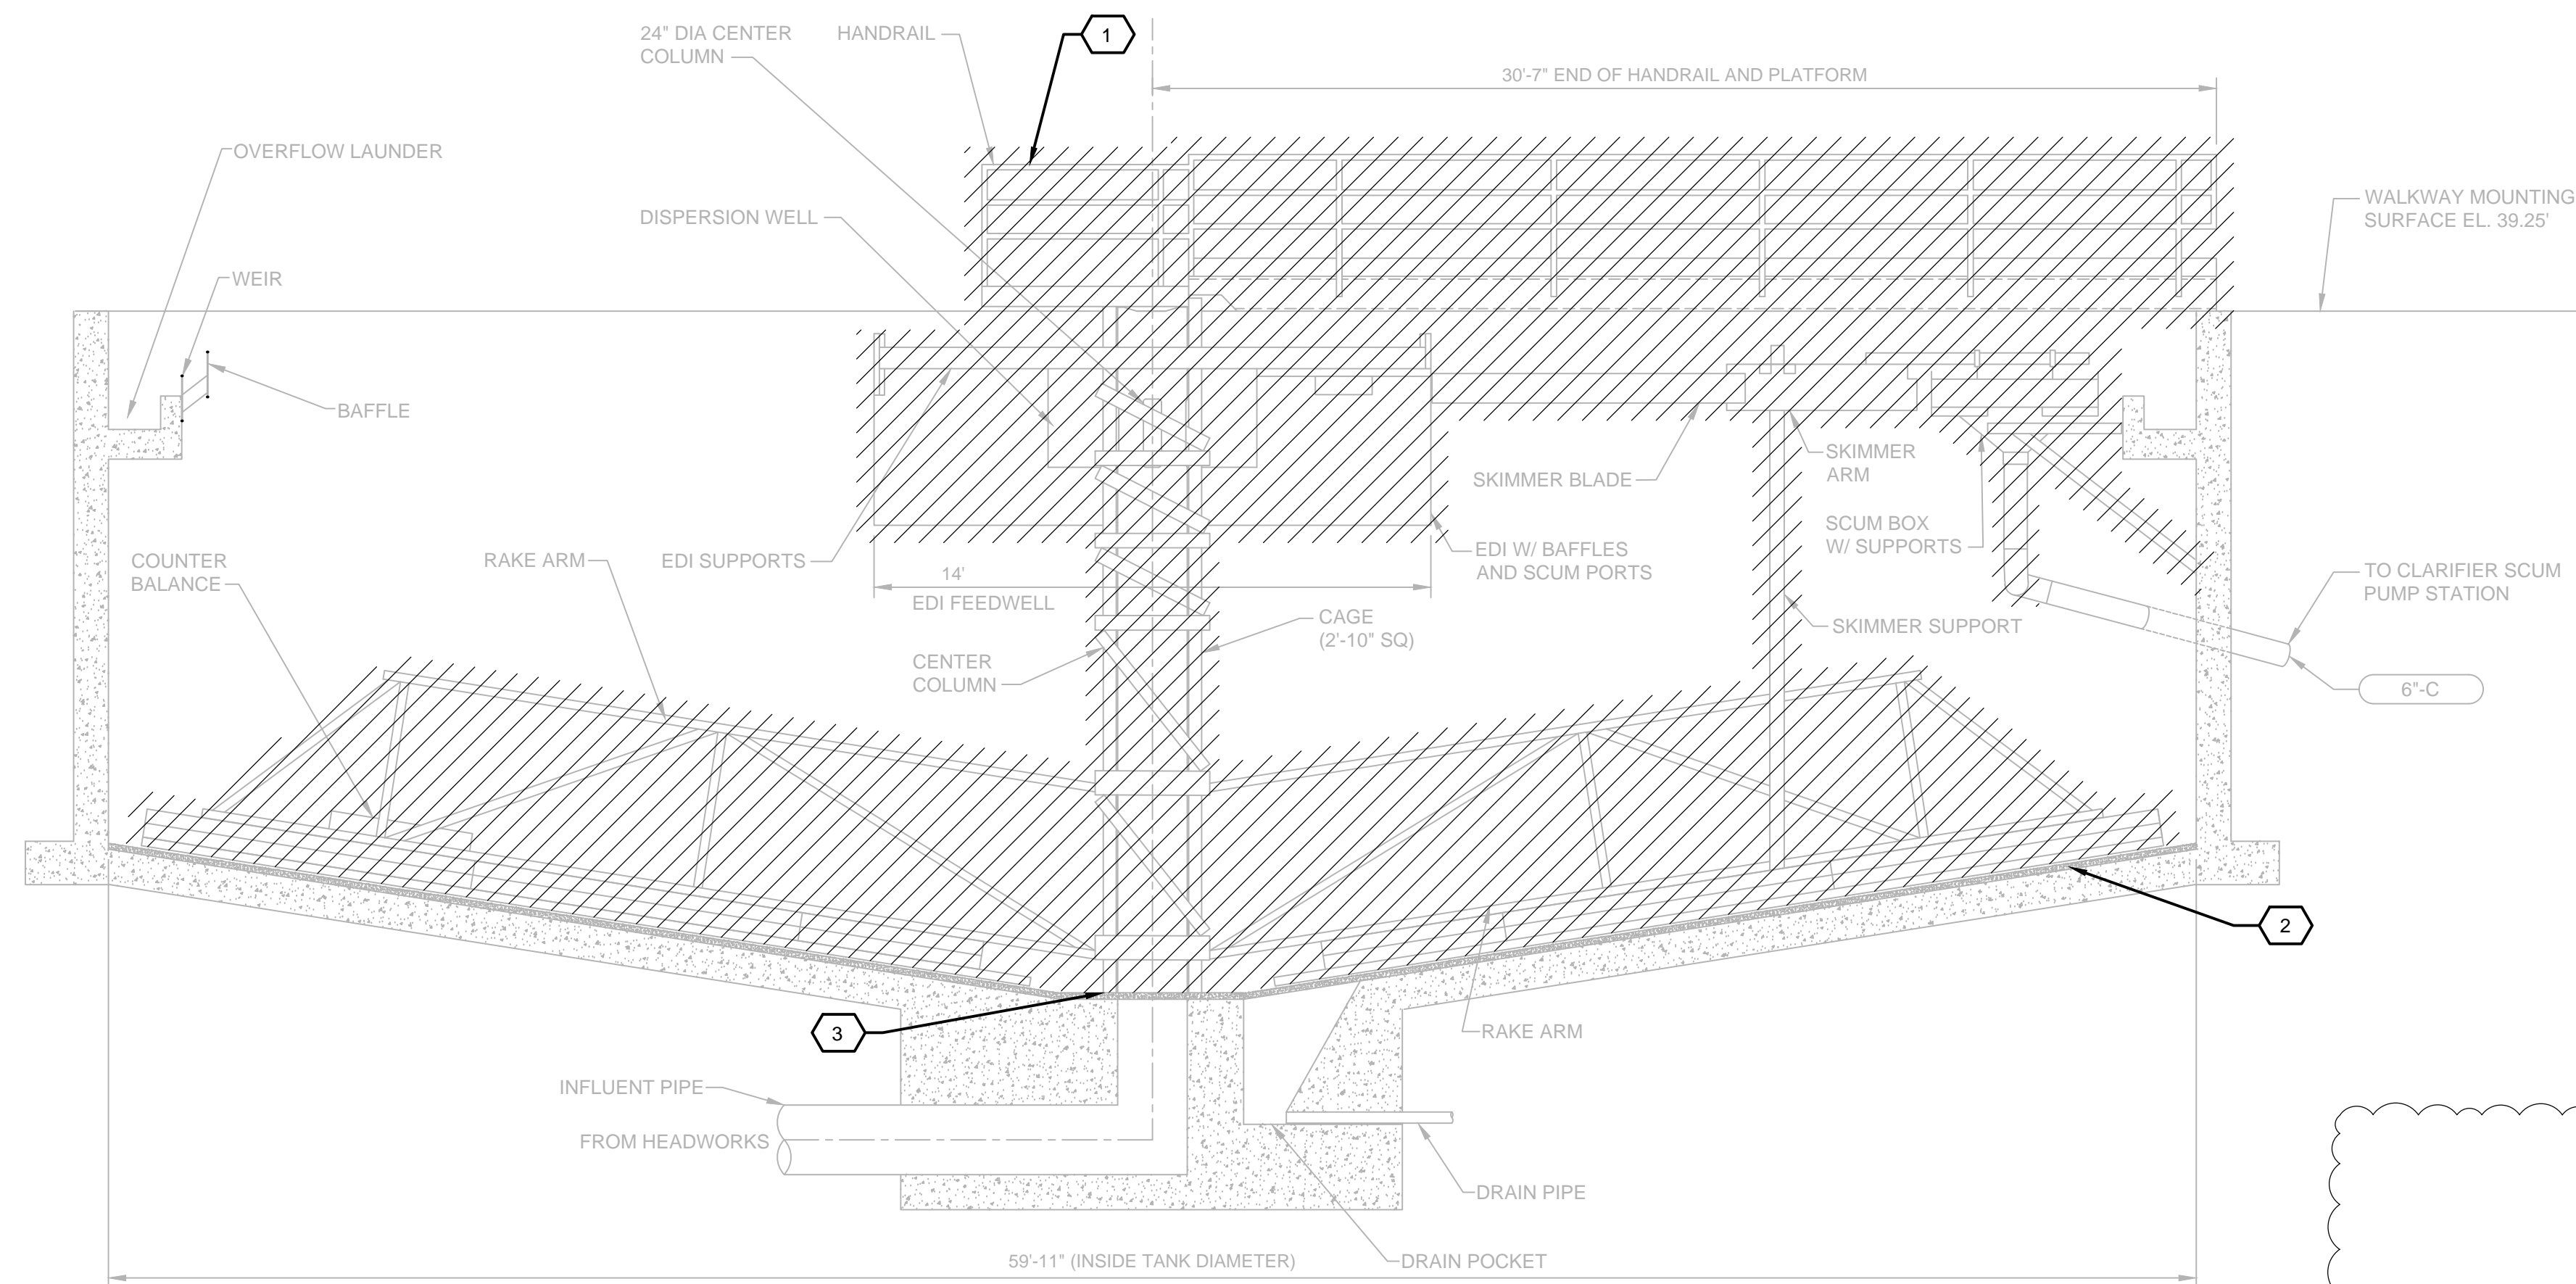 24" DIA CENTER
COLUMN
HANDRAIL
1
30'-7" END OF HANDRAIL AND PLATFORM
OVERFLOW LAUNDER
WALKWAY MOUNTING
SURFACE EL. 39.25'
DISPERSION WELL
WEIR
BAFFLE
SKIMMER
ARM
SKIMMER BLADE
SCUM BOX
W/ SUPPORTS
COUNTER
BALANCE
RAKE ARM
EDI SUPPORTS
EDI W/ BAFFLES
AND SCUM PORTS
14'
EDI FEEDWELL
TO CLARIFIER SCUM
PUMP STATION
CAGE
(2'-10" SQ)
SKIMMER SUPPORT
CENTER
COLUMN
6"-C
2
3
RAKE ARM
INFLUENT PIPE
FROM HEADWORKS
DRAIN PIPE
59'-11" (INSIDE TANK DIAMETER)
DRAIN POCKET